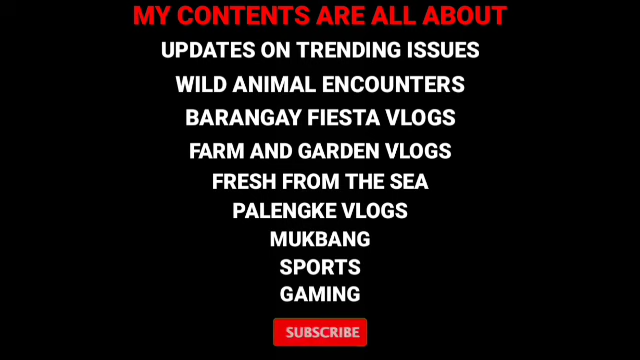 MY CONTENTS ARE ALL ABOUT
UPDATES ON TRENDING ISSUES
WILD ANIMAL ENCOUNTERS
BARANGAY FIESTA VLOGS
FARM AND GARDEN VLOGS
FRESH FROM THE SEA
PALENGKE VLOGS
MUKBANG
SPORTS
GAMING
SUBSCRIBE